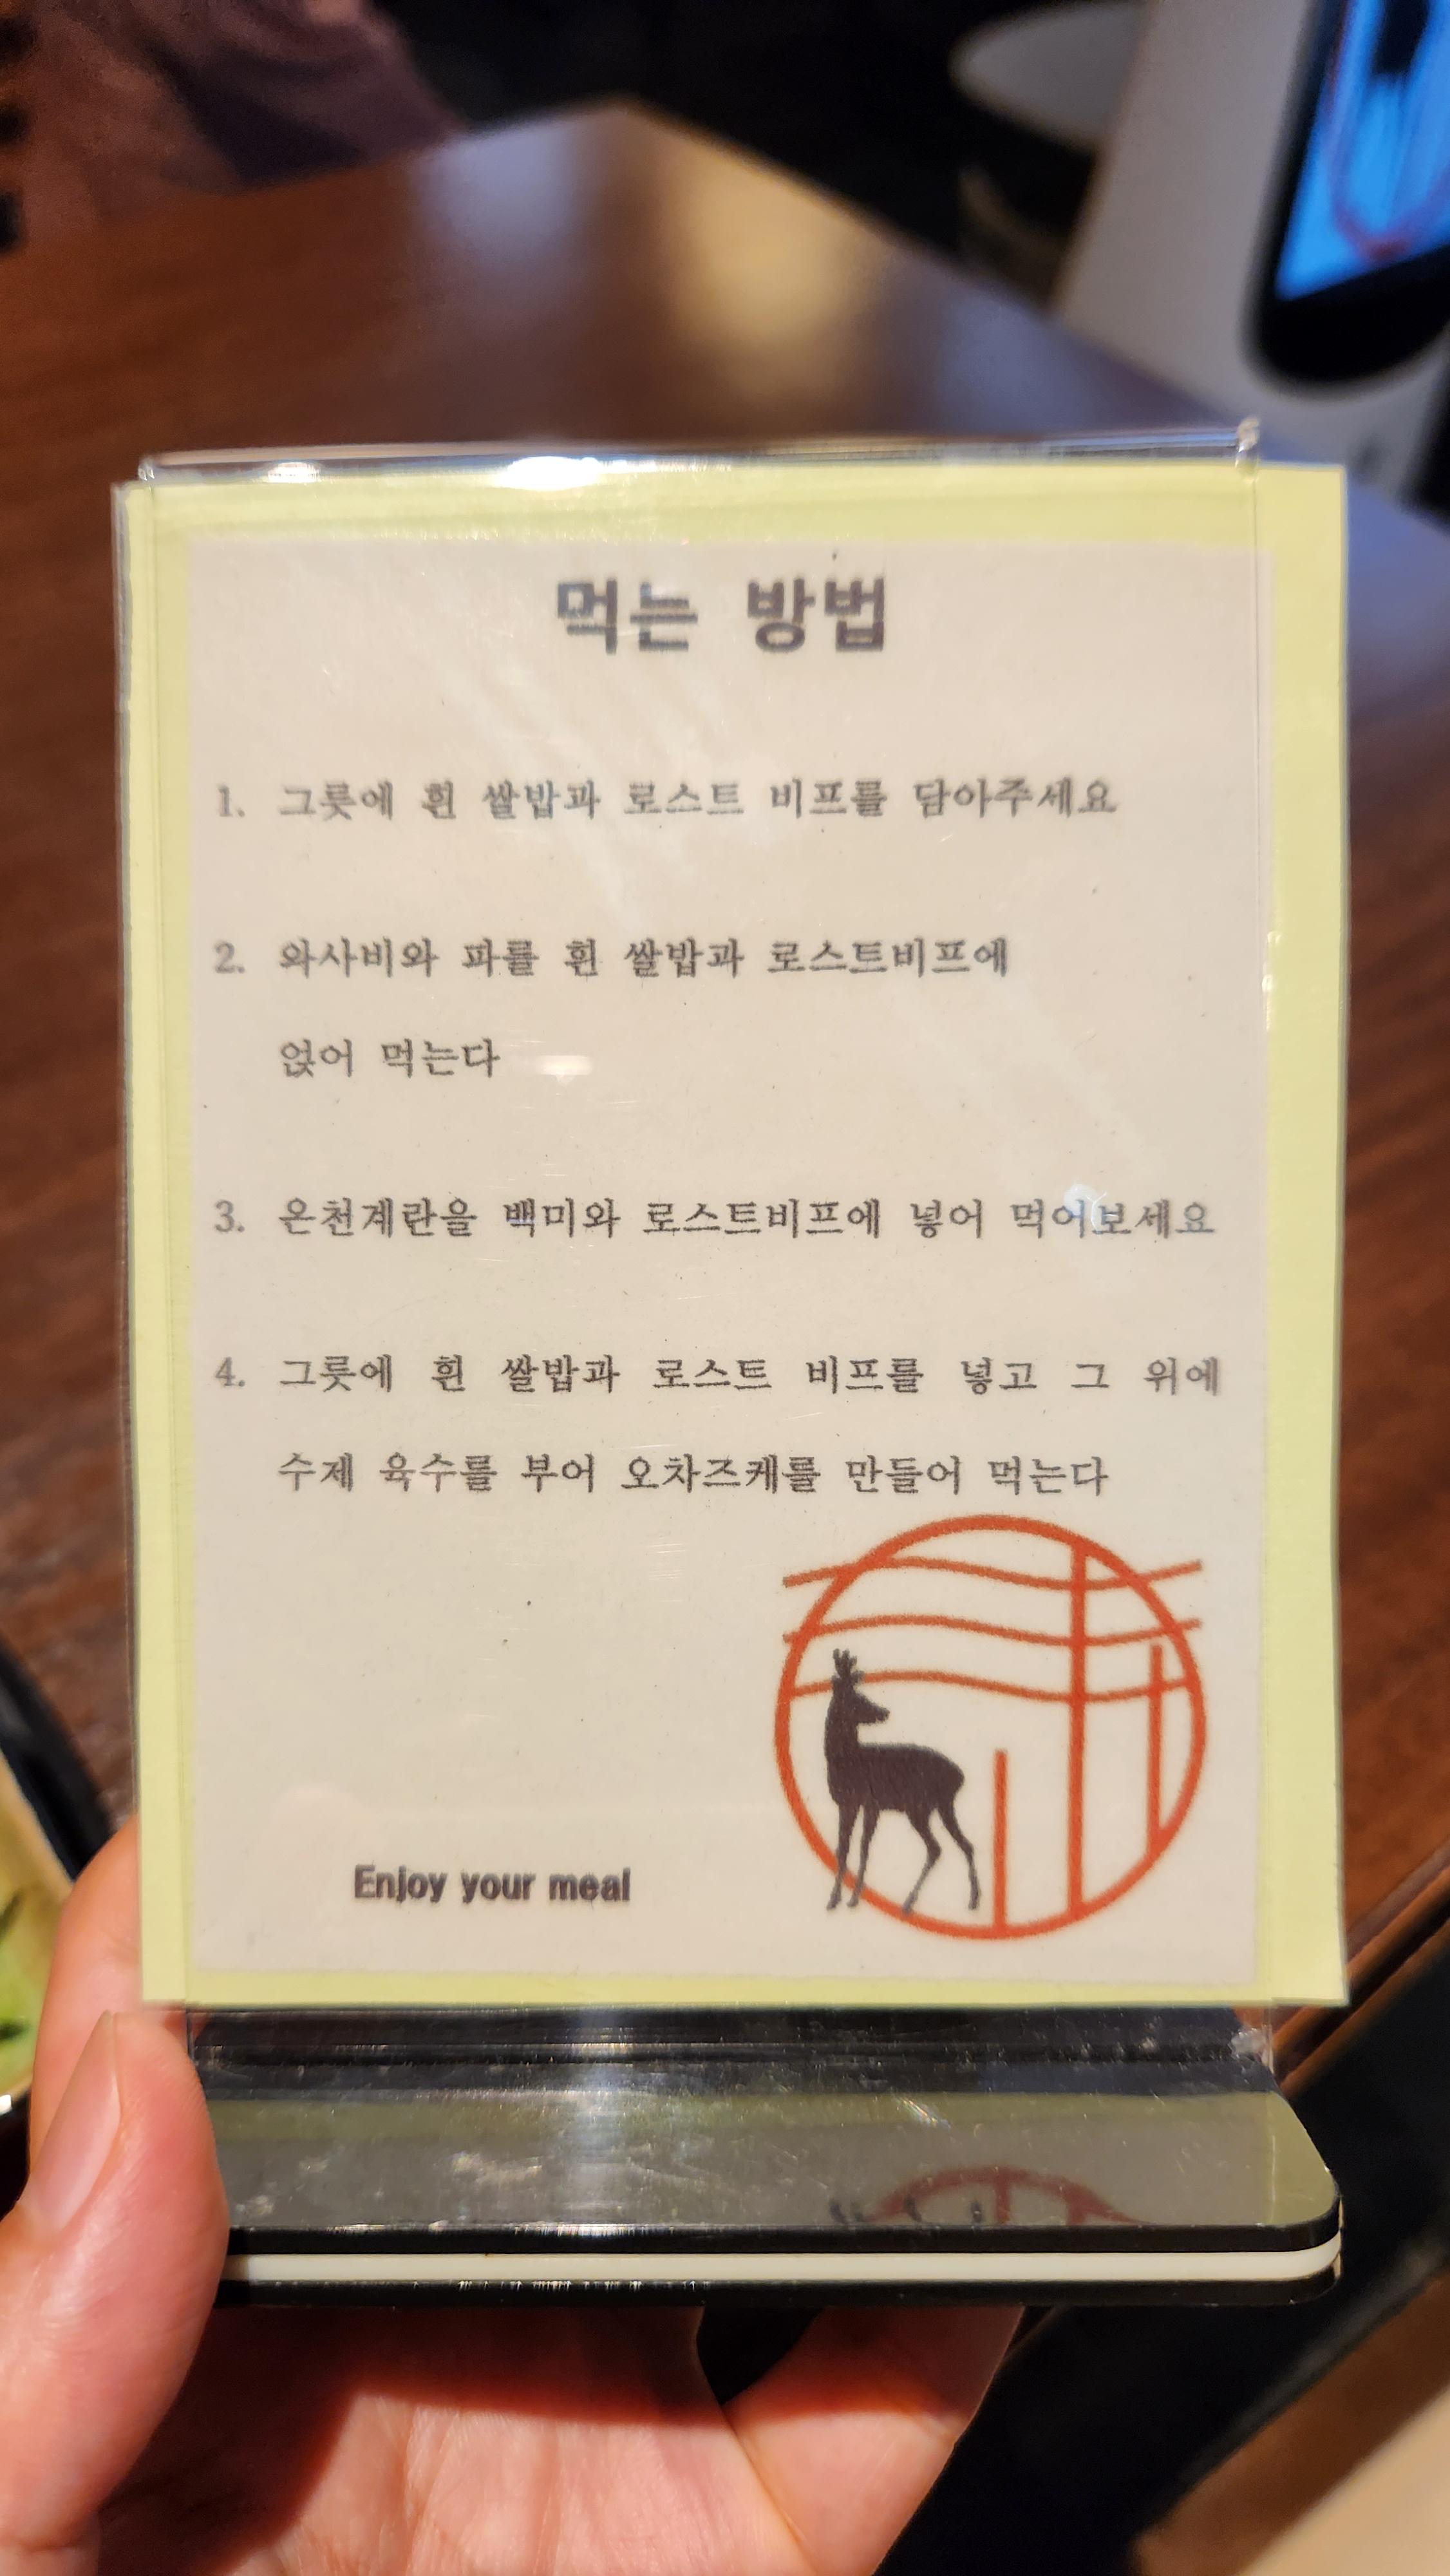 먹는 방법
1. 그릇에 흰 쌀밥과 로스트 비프를 담아주세요
2. 와사비와 파를 흰 쌀밥과 로스트비프에
얹어 먹는다
3. 온천계란을 백미와 로스트비프에 넣어 먹어보세요
4. 그릇에 흰 쌀밥과 로스트 비프를 넣고 그 위에
수제 육수를 부어 오차즈케를 만들어 먹는다
Enjoy your meal